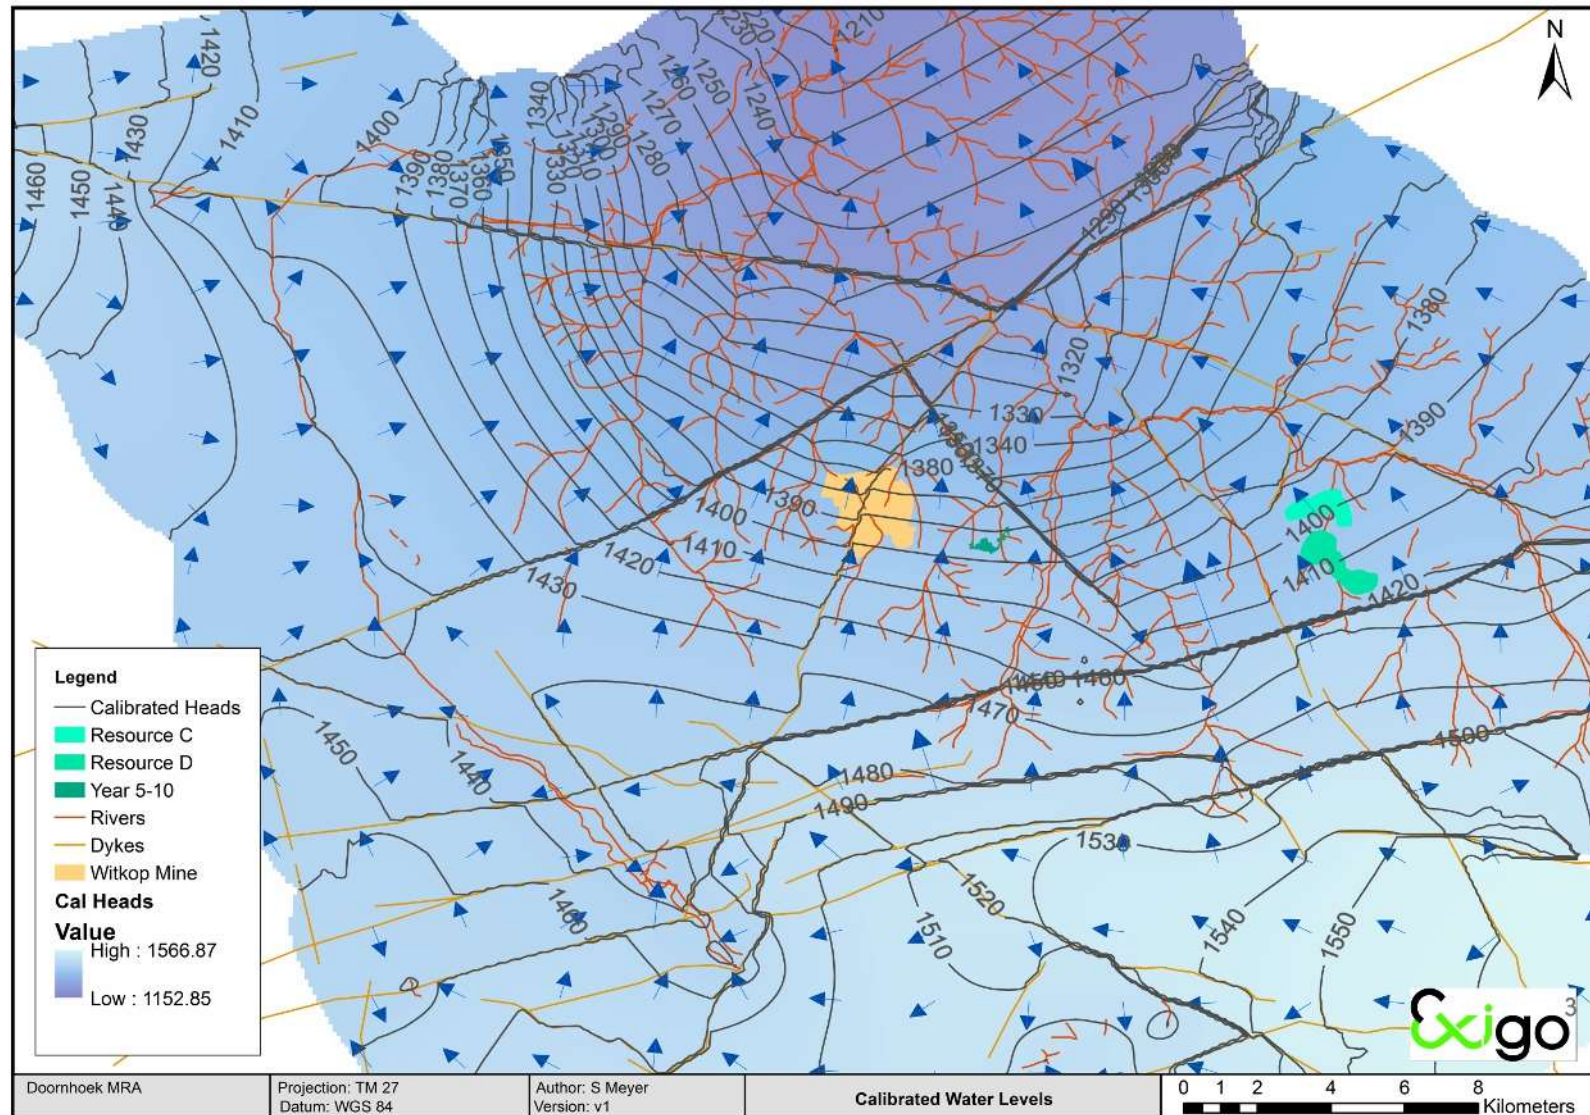 1420
1430
1410
1460
1450
1440
1400
1390
1380
1370
1360
1350
1340
1330
1290
1280
1270
1260
1250
1240
1230
1220
1210
N
1290
1300
1320
1330
1340
1380
1370
1380
1390
1390
1400
1410
1420
1430
1400
1410
1420
1460
1470
1480
1490
1500
1530
1520
1510
1540
1550
1450
1440
1460
Legend
Calibrated Heads
Resource C
Resource D
Year 5-10
Rivers
Dykes
Witkop Mine
Cal Heads
Value
High : 1566.87
Low : 1152.85
Exigo3
Doornhoek MRA
Projection: TM 27
Datum: WGS 84
Author: S Meyer
Version: v1
Calibrated Water Levels
0 1 2 4 6 8
Kilometers